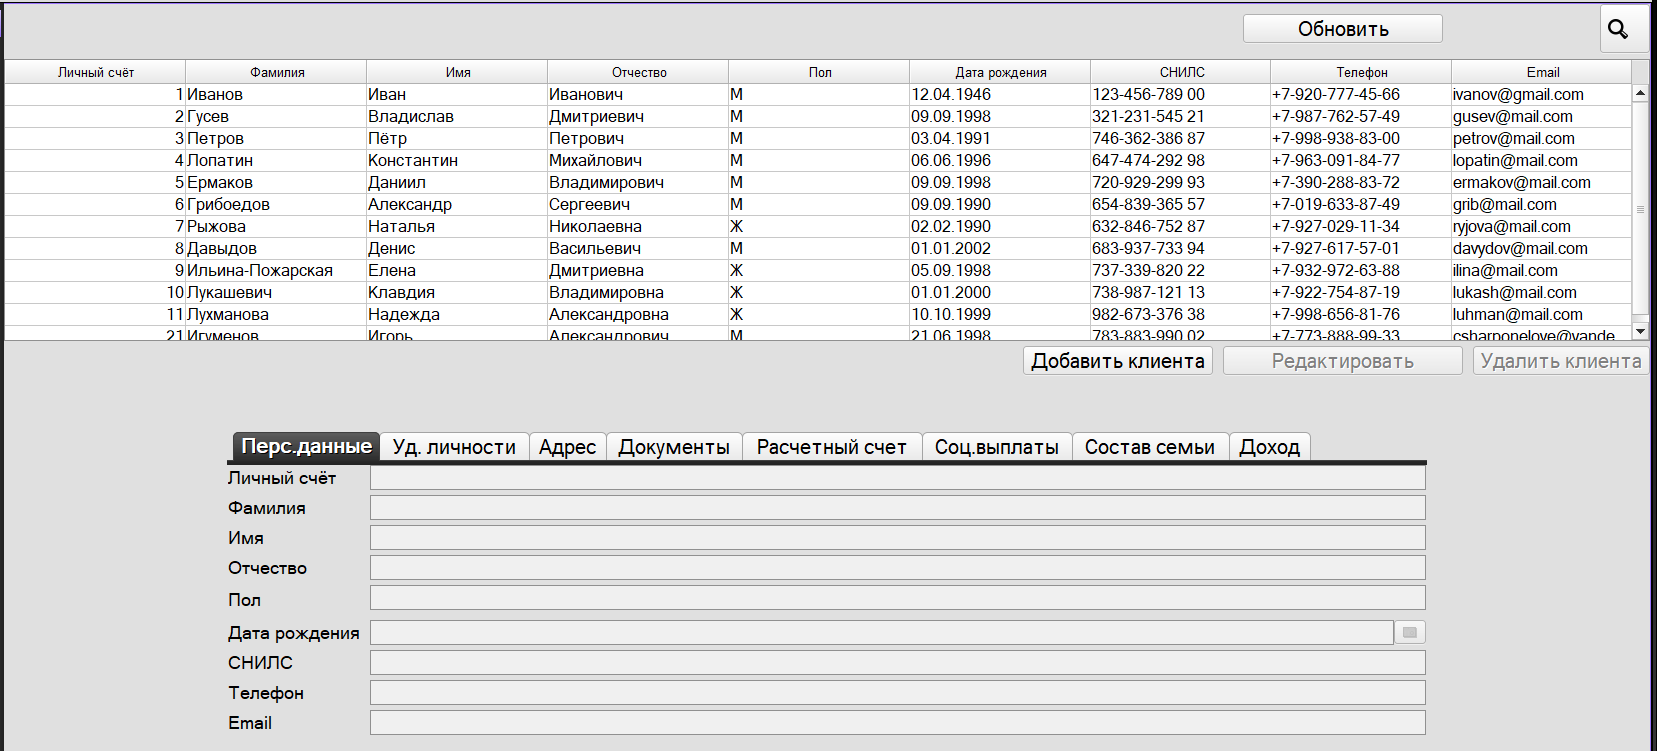 Обновить
Личный счёт Фамилия Имя Отчество Пол Дата рождения СНИЛС Телефон Email
1 Иванов Иван Иванович М 12.04.1946 123-456-789 00 +7-920-777-45-66 ivanov@gmail.com
2 Гусев Владислав Дмитриевич М 09.09.1998 321-231-545 21 +7-987-762-57-49 gusev@mail.com
3 Петров Пётр Петрович М 03.04.1991 746-362-386 87 +7-998-938-83-00 petrov@mail.com
4 Лопатин Константин Михайлович М 06.06.1996 647-474-292 98 +7-963-091-84-77 lopatin@mail.com
5 Ермаков Даниил Владимирович М 09.09.1998 720-929-299 93 +7-390-288-83-72 ermakov@mail.com
6 Грибоедов Александр Сергеевич М 09.09.1990 654-839-365 57 +7-019-633-87-49 grib@mail.com
7 Рыжова Наталья Николаевна Ж 02.02.1990 632-846-752 87 +7-927-029-11-34 ryjova@mail.com
8 Давыдов Денис Васильевич М 01.01.2002 683-937-733 94 +7-927-617-57-01 davydov@mail.com
9 Ильина-Пожарская Елена Дмитриевна Ж 05.09.1998 737-339-820 22 +7-932-972-63-88 ilina@mail.com
10 Лукашевич Клавдия Владимировна Ж 01.01.2000 738-987-121 13 +7-922-754-87-19 lukash@mail.com
11 Лухманова Надежда Александровна Ж 10.10.1999 982-673-376 38 +7-998-656-81-76 luhman@mail.com
21 Игуменов Игорь Александрович М 21.06.1998 783-883-990 02 +7-773-888-99-33 csharponelove@yande
Добавить клиента Редактировать Удалить клиента
Перс.данные Уд. личности Адрес Документы Расчетный счет Соц.выплаты Состав семьи Доход
Личный счёт
Фамилия
Имя
Отчество
Пол
Дата рождения
СНИЛС
Телефон
Email